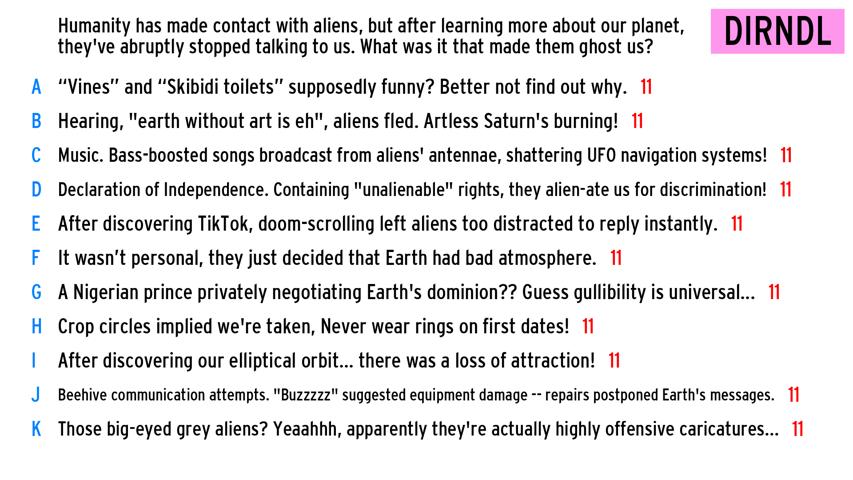 Humanity has made contact with aliens, but after learning more about our planet,
they've abruptly stopped talking to us. What was it that made them ghost us?
DIRNDL
A “Vines” and “Skibidi toilets” supposedly funny? Better not find out why. 11
B Hearing, "earth without art is eh", aliens fled. Artless Saturn's burning! 11
C Music. Bass-boosted songs broadcast from aliens' antennae, shattering UFO navigation systems! 11
D Declaration of Independence. Containing "unalienable" rights, they alien-ate us for discrimination! 11
E After discovering TikTok, doom-scrolling left aliens too distracted to reply instantly. 11
F It wasn’t personal, they just decided that Earth had bad atmosphere. 11
G A Nigerian prince privately negotiating Earth's dominion?? Guess gullibility is universal... 11
H Crop circles implied we're taken, Never wear rings on first dates! 11
I After discovering our elliptical orbit... there was a loss of attraction! 11
J Beehive communication attempts. "Buzzzzz" suggested equipment damage -- repairs postponed Earth's messages. 11
K Those big-eyed grey aliens? Yeaahhh, apparently they're actually highly offensive caricatures... 11